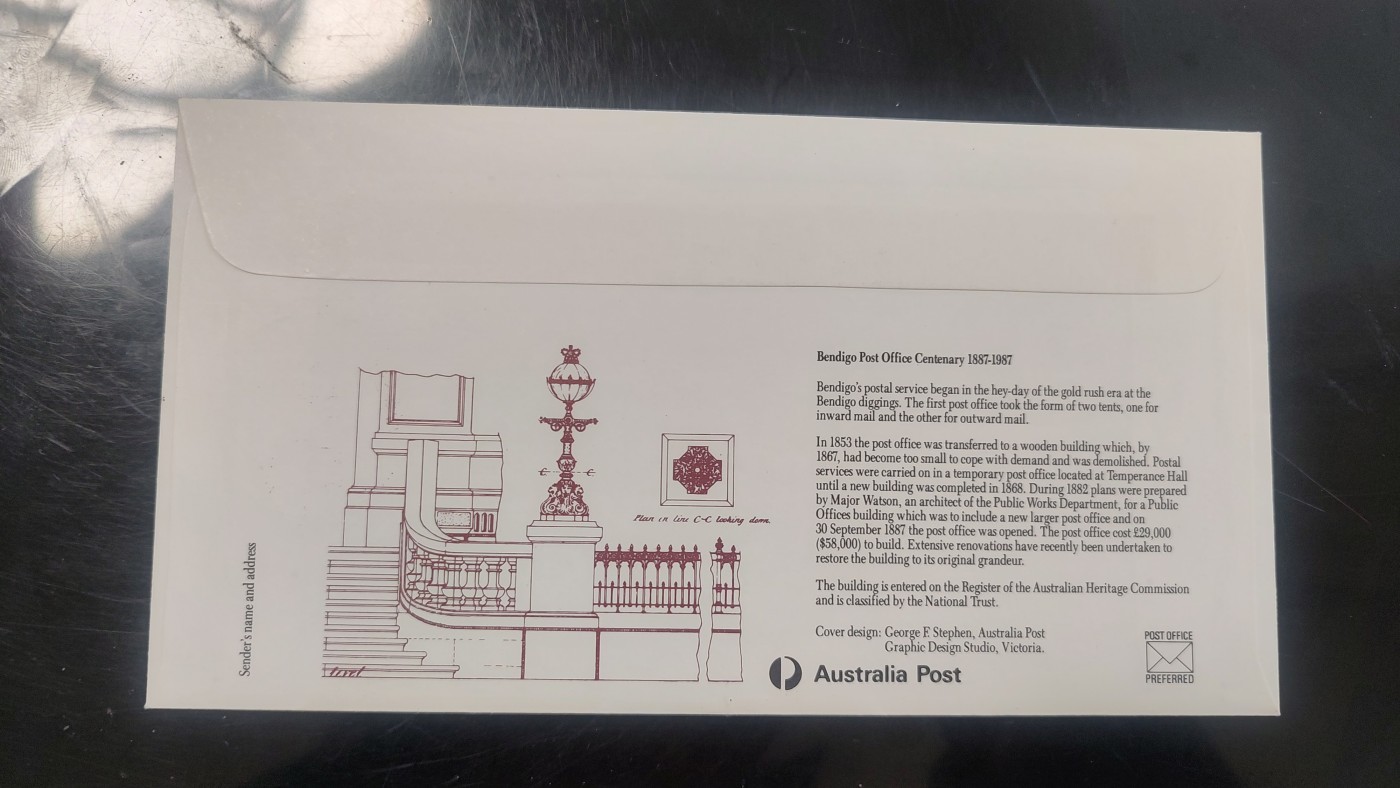 Bendigo Post Office Centenary 1887-1987
Bendigo's postal service began in the hey-day of the gold rush era at the
Bendigo diggings. The first post office took the form of two tents, one for
inward mail and the other for outward mail.
In 1853 the post office was transferred to a wooden building which, by
1867, had become too small to cope with demand and was demolished. Postal
services were carried on in a temporary post office located at Temperance Hall
until a new building was completed in 1868. During 1882 plans were prepared
by Major Watson, an architect of the Public Works Department, for a Public
Offices building which was to include a new larger post office and on
30 September 1887 the post office was opened. The post office cost £29,000
($58,000) to build. Extensive renovations have recently been undertaken to
restore the building to its original grandeur.
The building is entered on the Register of the Australian Heritage Commission
and is classified by the National Trust.
Cover design: George F. Stephen, Australia Post
Graphic Design Studio, Victoria.
Australia Post
POST OFFICE
PREFERRED
Plan in line C-C looking down.
C C
level
Sender's name and address